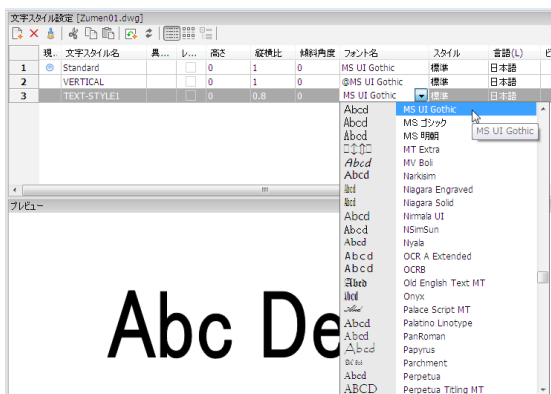 文字スタイル設定 [Zumen01.dwg]
現.. 文字スタイル名 異... レ... 高さ 縦横比 傾斜角度 フォント名 スタイル 言語(L) ビ
1 Standard 0 1 0 MS UI Gothic 標準 日本語
2 VERTICAL 0 1 0 @MS UI Gothic 標準 日本語
3 TEXT-STYLE1 0 0.8 0 MS UI Gothic 標準 日本語
Abcd MS UI Gothic
Abcd MS ゴシック
Abcd MS 明朝
MS UI Gothic
MT Extra
Abcd MV Boli
Abcd Narkisim
Abcd Niagara Engraved
Abcd Niagara Solid
Abcd Nirmala UI
Abcd NSimSun
Abcd Nyala
Abcd OCR A Extended
Abcd OCRB
Abcd Old English Text MT
Abcd Onyx
Abcd Palace Script MT
Abcd Palatino Linotype
Abcd PanRoman
Abcd Papyrus
Abcd Parchment
Abcd Perpetua
ABCD Perpetua Titling MT
プレビュー
Abc De